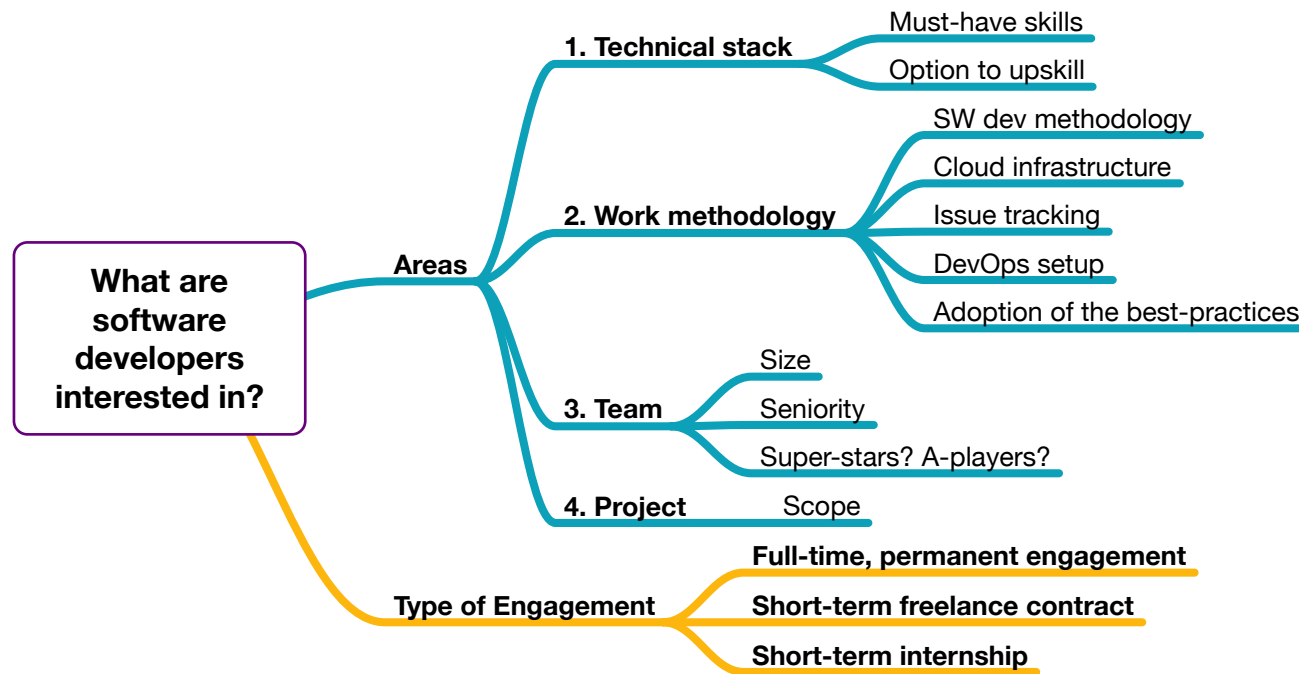 What are
software
developers
interested in?
Areas
1. Technical stack
Must-have skills
Option to upskill
2. Work methodology
SW dev methodology
Cloud infrastructure
Issue tracking
DevOps setup
Adoption of the best-practices
3. Team
Size
Seniority
Super-stars? A-players?
4. Project
Scope
Type of Engagement
Full-time, permanent engagement
Short-term freelance contract
Short-term internship